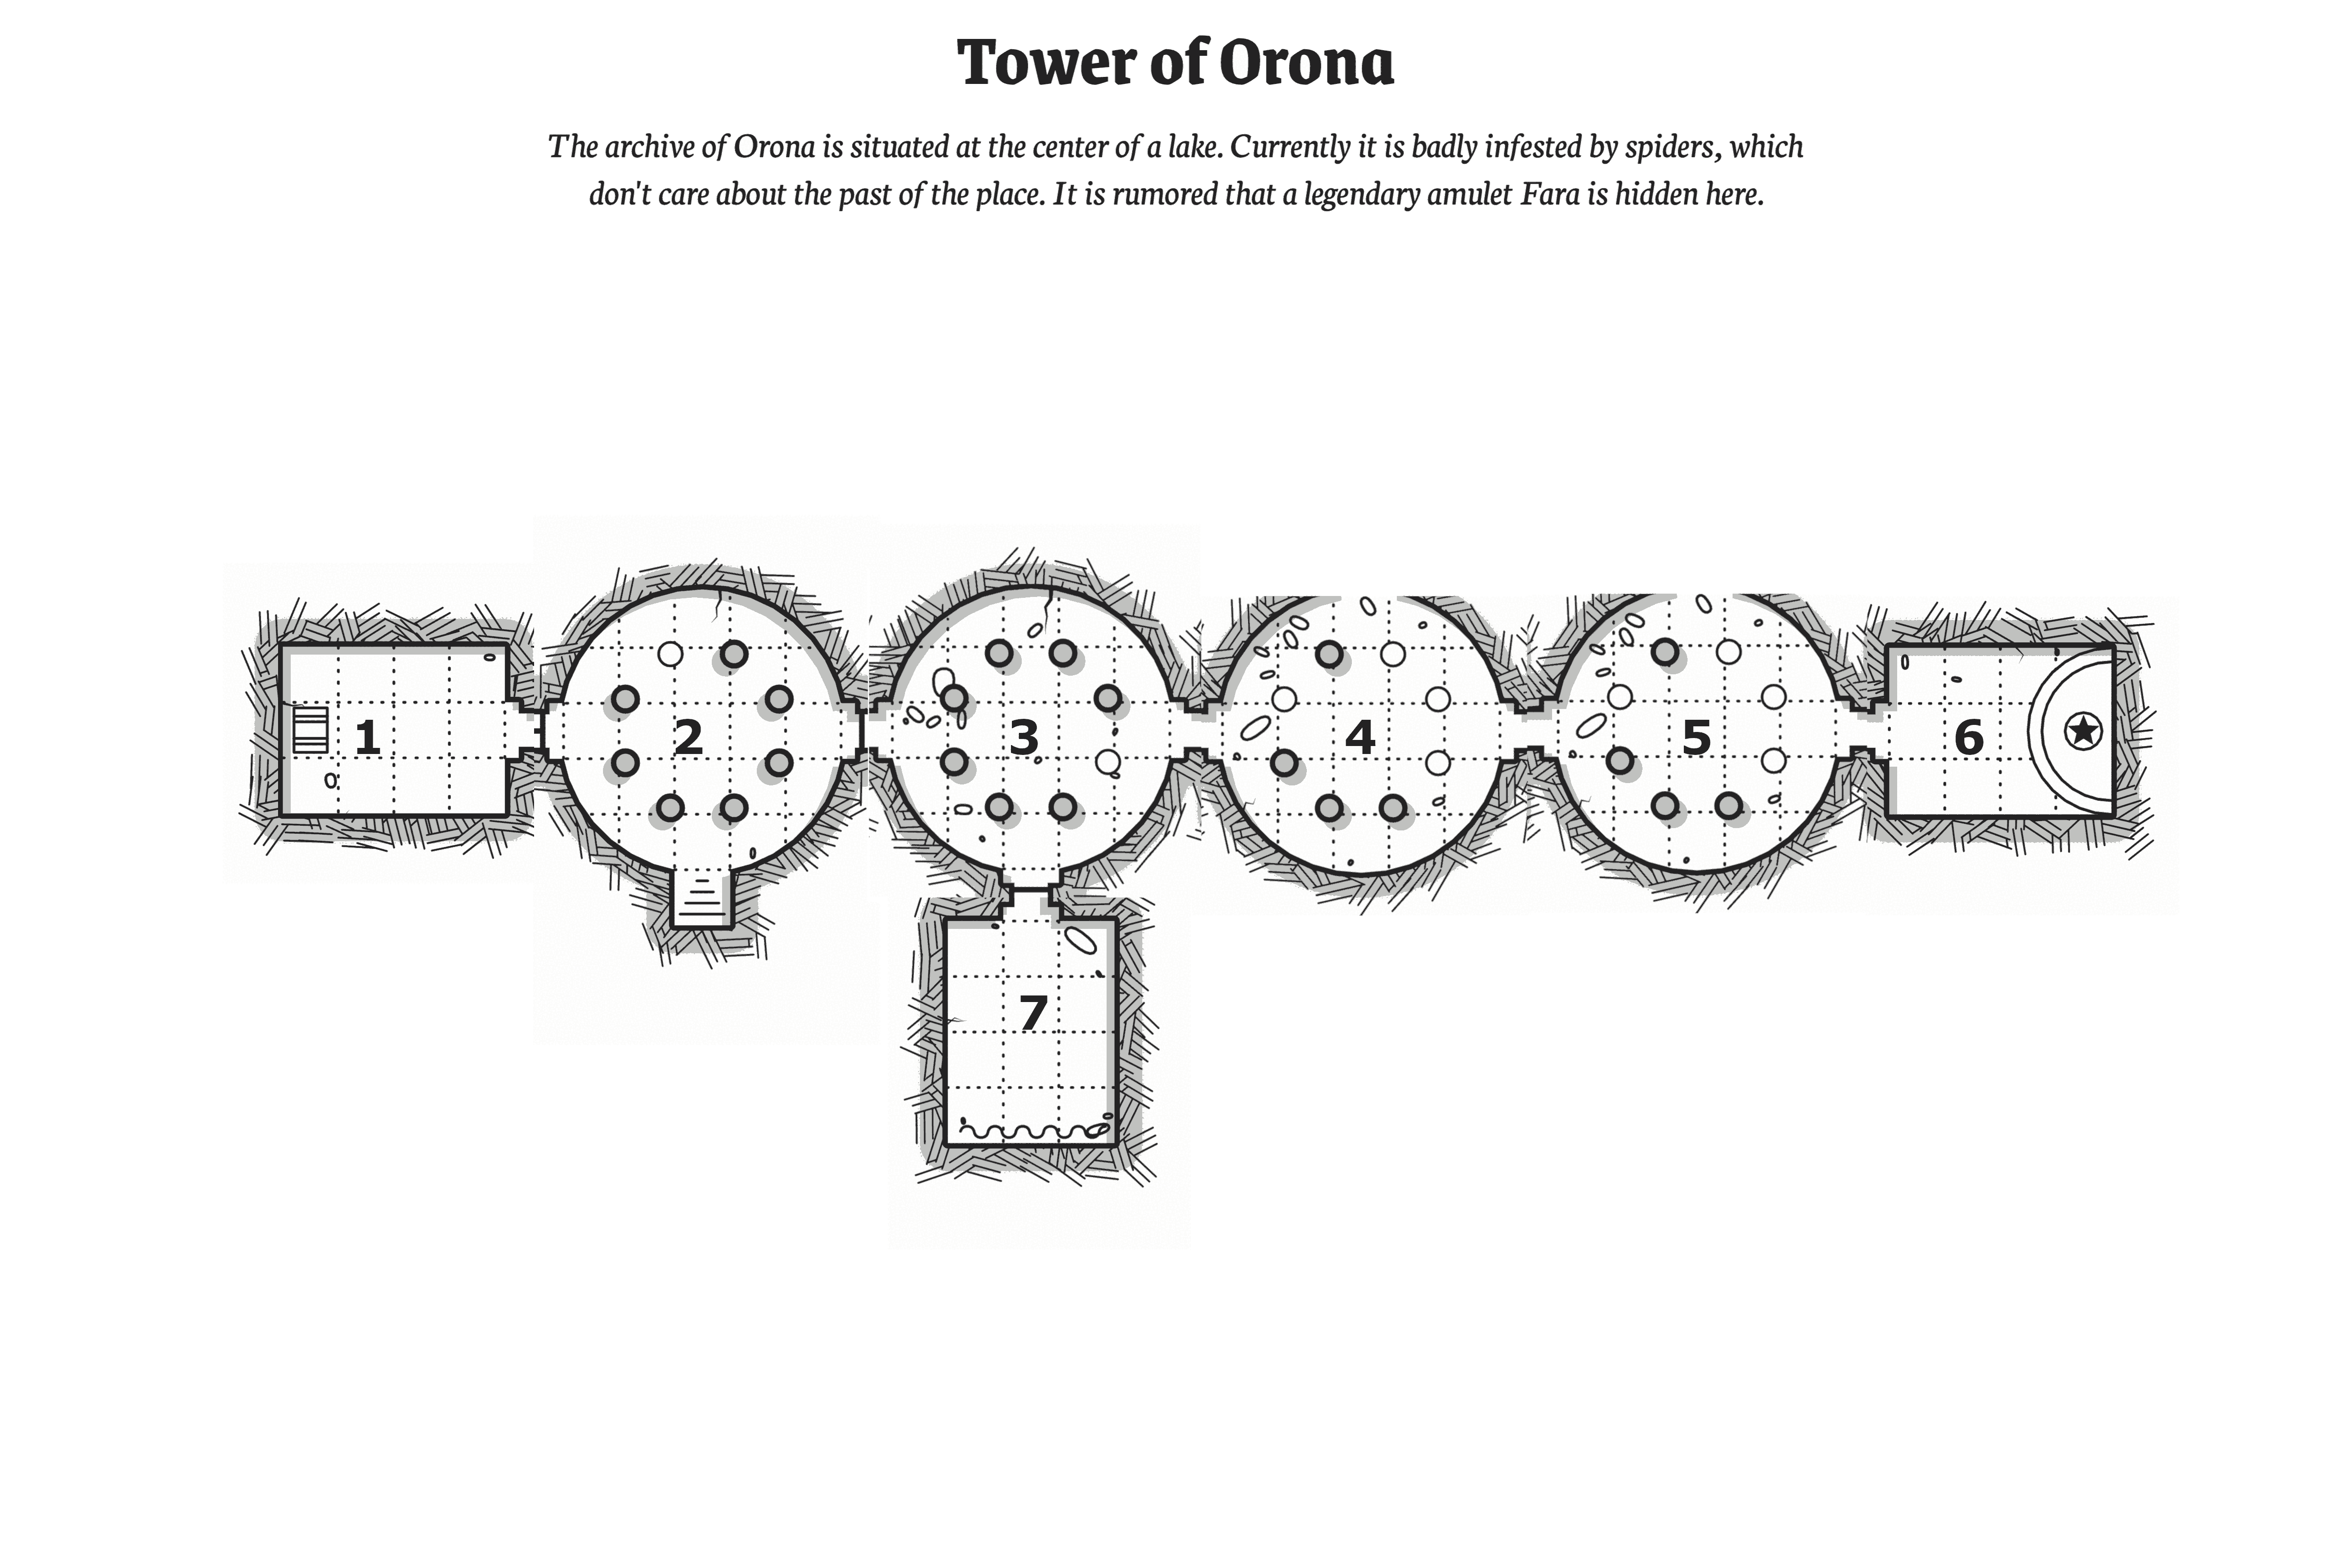 Tower of Orona
The archive of Orona is situated at the center of a lake. Currently it is badly infested by spiders, which
don't care about the past of the place. It is rumored that a legendary amulet Fara is hidden here.
1 2 3 4 5 6
7